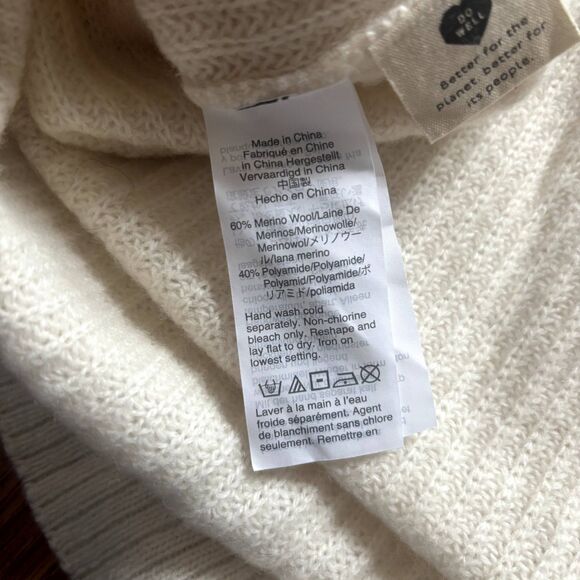 DO
WELL
Better for the
planet, better for
its people.
Made in China
Fabriqué en Chine
in China Hergestellt
Vervaardigd in China
中国製
Hecho en China
60% Merino Wool/Laine De
Merinos/Merinowolle/
Merinowol/メリノウー
ル/lana merino
40% Polyamide/Polyamide/
Polyamid/Polyamide/ポ
リアミド/poliamida
Hand wash cold
separately. Non-chlorine
bleach only. Reshape and
lay flat to dry. Iron on
lowest setting.
Laver à la main à l'eau
froide séparément. Agent
de blanchiment sans chlore
seulement. Remettre en